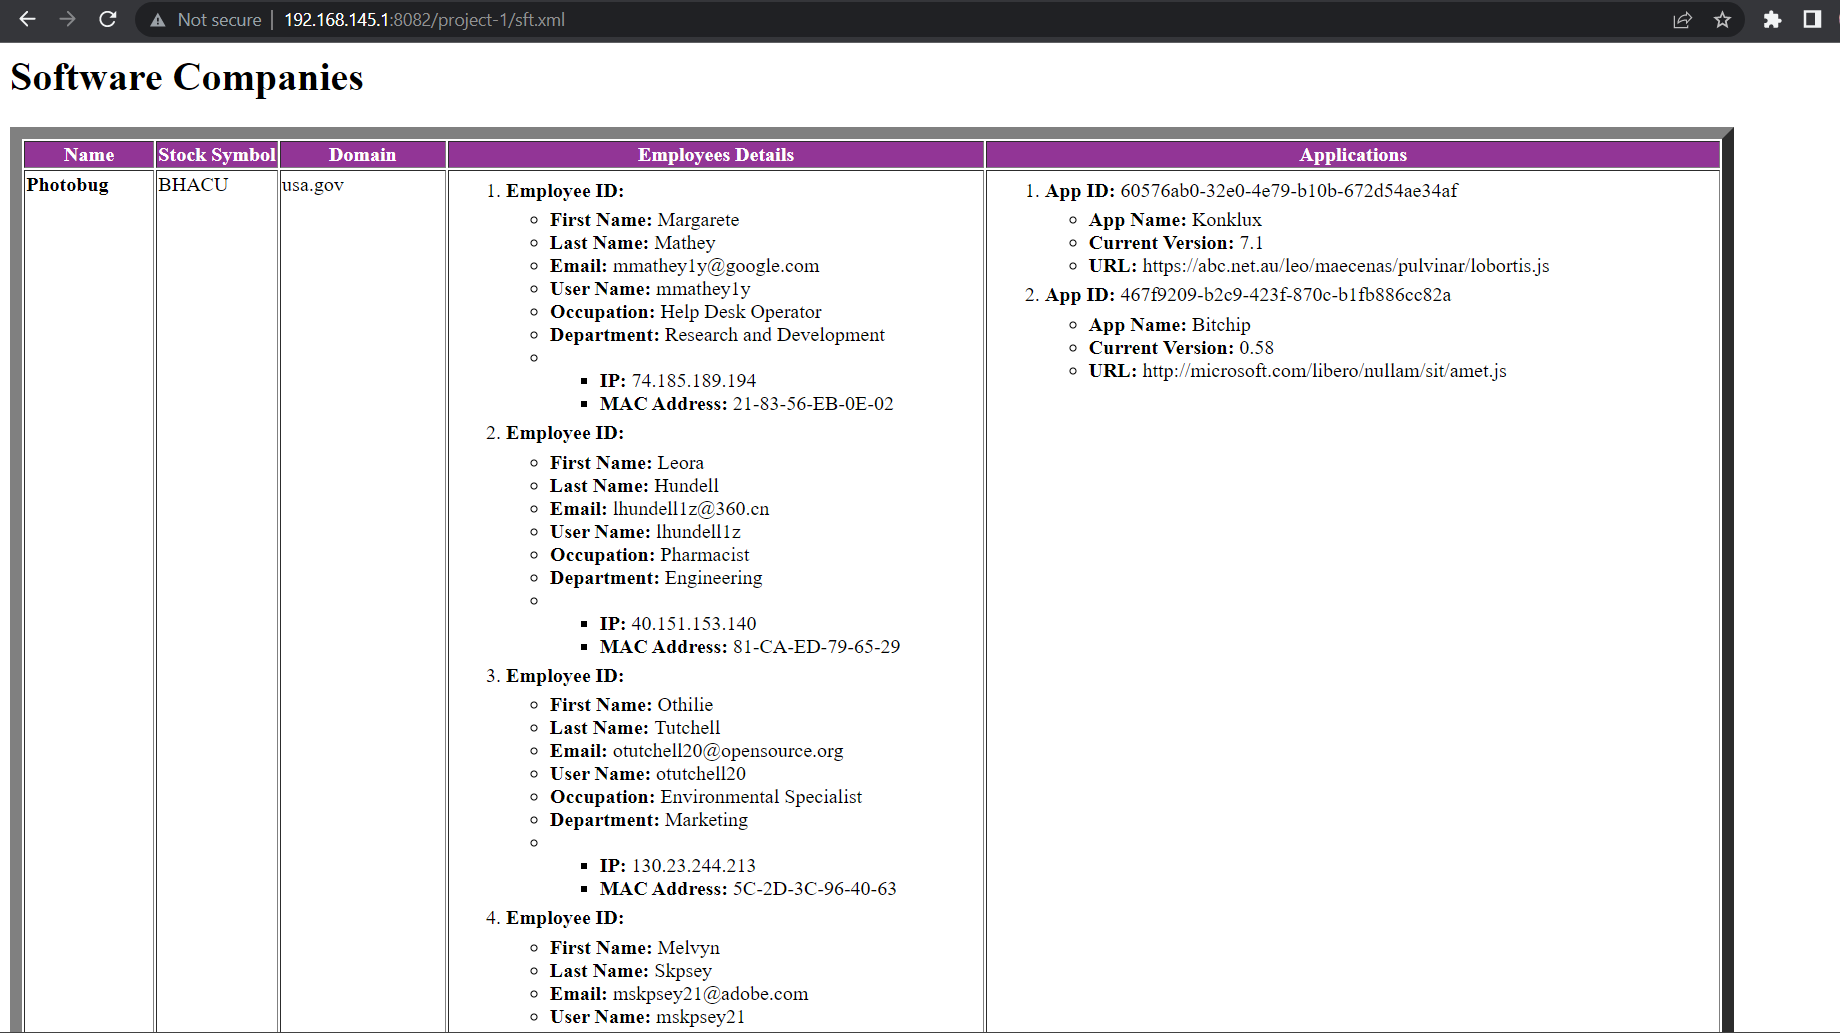 Not secure | 192.168.145.1:8082/project-1/sft.xml
Software Companies
Name Stock Symbol Domain Employees Details Applications
Photobug BHACU usa.gov
1. Employee ID:
First Name: Margarete
Last Name: Mathey
Email: mmathey1y@google.com
User Name: mmathey1y
Occupation: Help Desk Operator
Department: Research and Development
IP: 74.185.189.194
MAC Address: 21-83-56-EB-0E-02
2. Employee ID:
First Name: Leora
Last Name: Hundell
Email: lhundell1z@360.cn
User Name: lhundell1z
Occupation: Pharmacist
Department: Engineering
IP: 40.151.153.140
MAC Address: 81-CA-ED-79-65-29
3. Employee ID:
First Name: Othilie
Last Name: Tutchell
Email: otutchell20@opensource.org
User Name: otutchell20
Occupation: Environmental Specialist
Department: Marketing
IP: 130.23.244.213
MAC Address: 5C-2D-3C-96-40-63
4. Employee ID:
First Name: Melvyn
Last Name: Skpsey
Email: mskpsey21@adobe.com
User Name: mskpsey21
1. App ID: 60576ab0-32e0-4e79-b10b-672d54ae34af
App Name: Konklux
Current Version: 7.1
URL: https://abc.net.au/leo/maecenas/pulvinar/lobortis.js
2. App ID: 467f9209-b2c9-423f-870c-b1fb886cc82a
App Name: Bitchip
Current Version: 0.58
URL: http://microsoft.com/libero/nullam/sit/amet.js